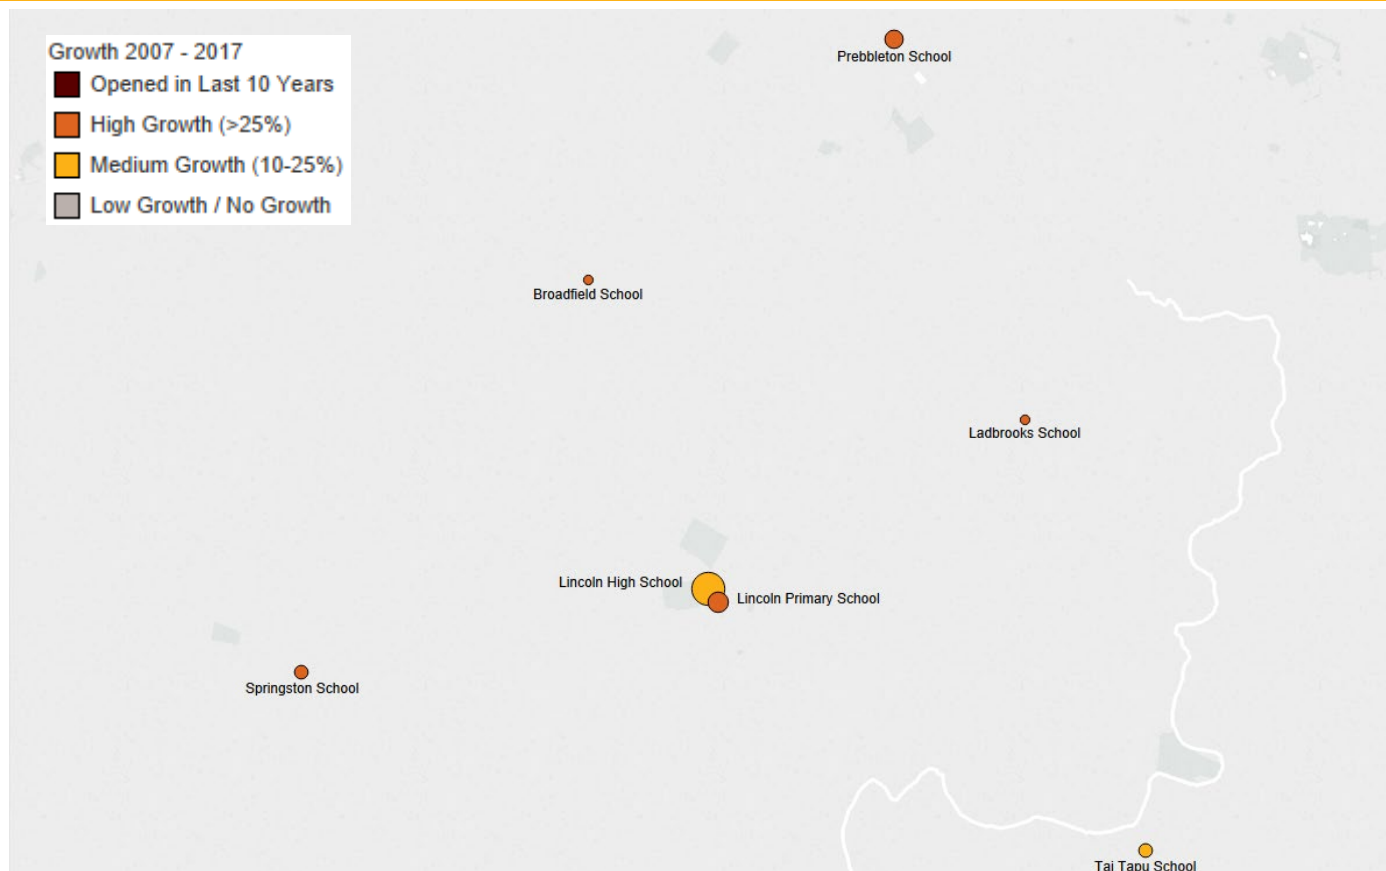 Growth 2007 - 2017
Opened in Last 10 Years
High Growth (>25%)
Medium Growth (10-25%)
Low Growth / No Growth
Prebbleton School
Broadfield School
Ladbrooks School
Lincoln High School
Lincoln Primary School
Springston School
Tai Tapu School